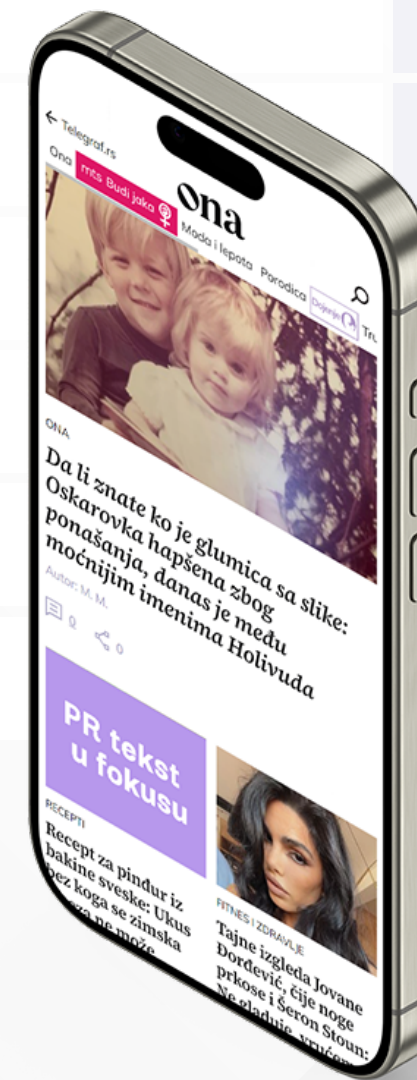 Telegraf.rs
Ona
Ona mts Budi jaka Moda i lepota Porodica Dojenje
ONA
Da li znate ko je glumica sa slike:
Oskarovka hapšena zbog
ponašanja, danas je među
moćnijim imenima Holivuda
Autor: M. M.
0 0
PR tekst
u fokusu
RECEPTI
Recept za pinđur iz
bakine sveske: Ukus
bez koga se zimska
ne može
FITNES I ZDRAVLJE
Tajne izgleda Jovane
Đorđević, čije noge
prkose i Šeron Stoun:
Ne gladuje,